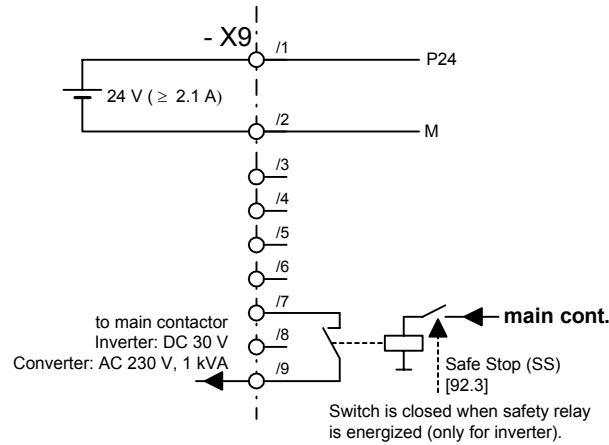 - X9
/1
P24
24 V ( ≥ 2.1 A)
/2
M
/3
/4
/5
/6
/7
to main contactor
Inverter: DC 30 V
/8
Converter: AC 230 V, 1 kVA
/9
main cont.
Safe Stop (SS)
[92.3]
Switch is closed when safety relay
is energized (only for inverter).